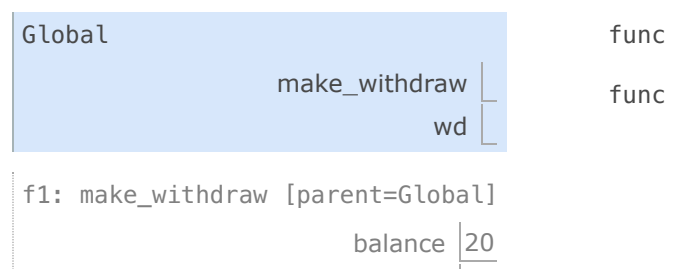 Global
func
make_withdraw
func
wd
f1: make_withdraw [parent=Global]
balance 20